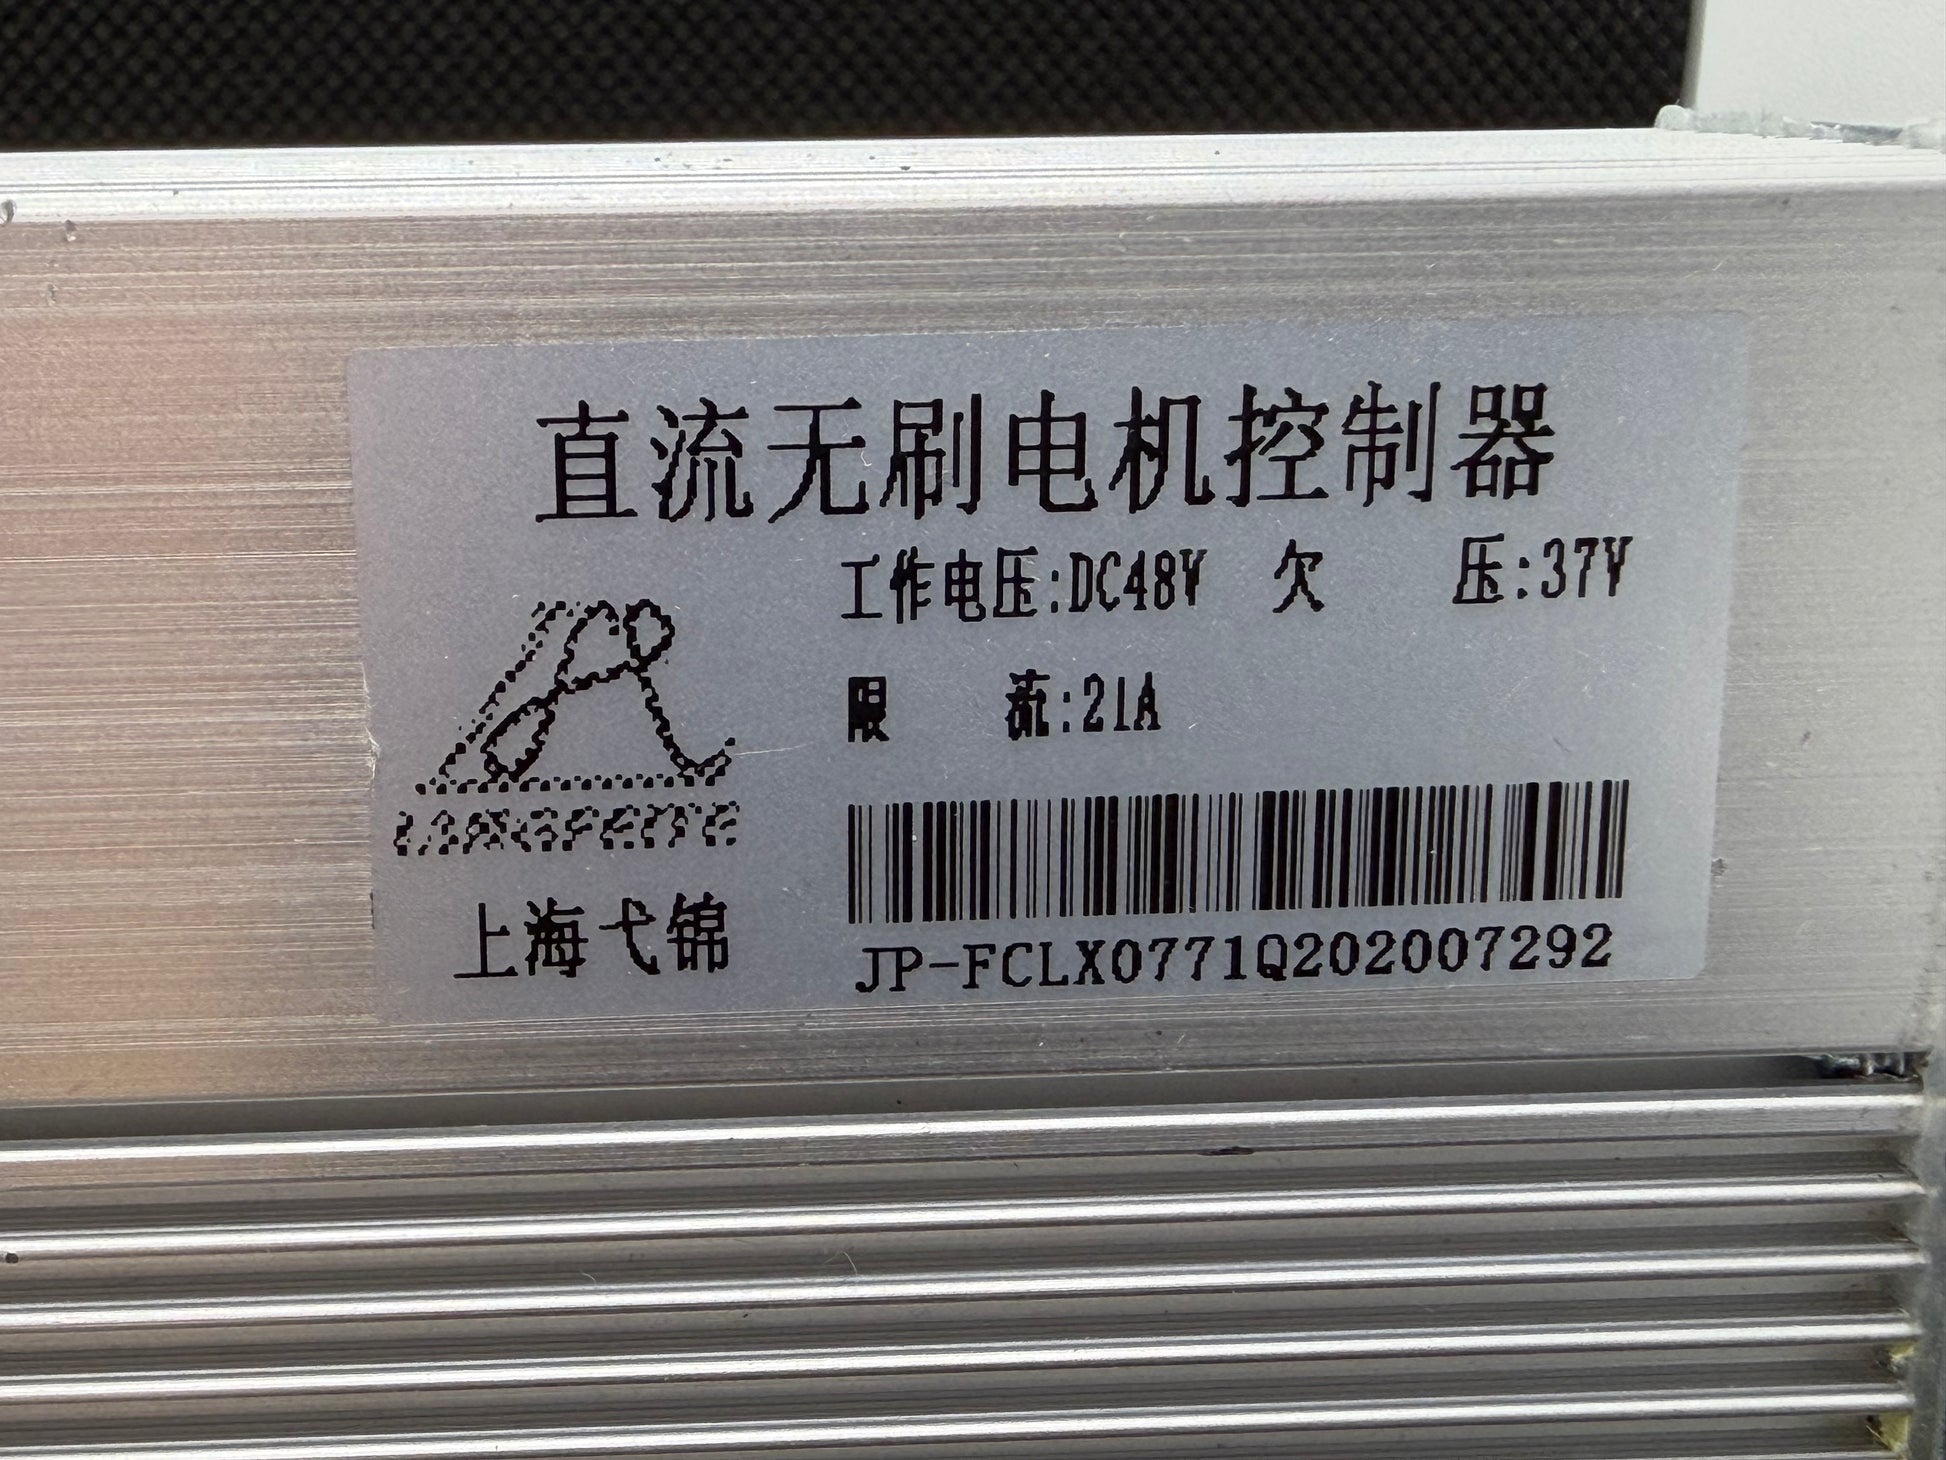 直流无刷电机控制器
工作电压:DC48V 欠 压:37V
限 流:21A
上海弋锦
JP-FCLX0771Q202007292